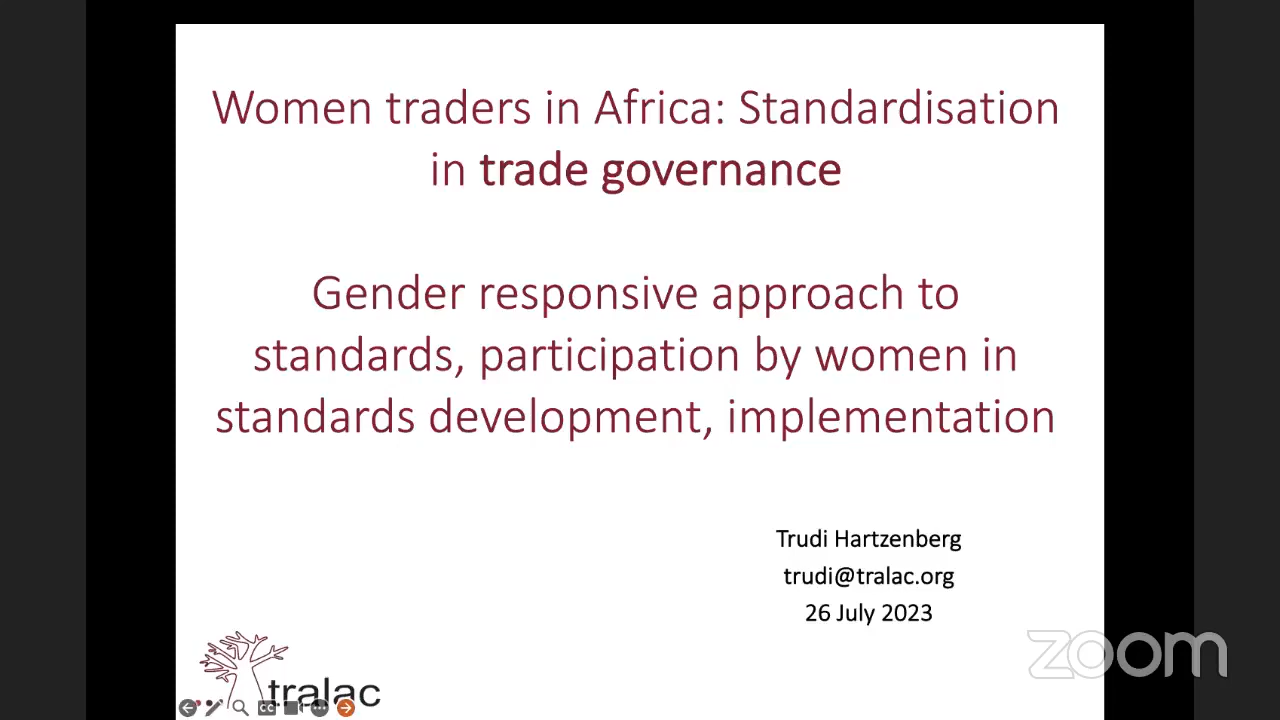 Women traders in Africa: Standardisation
in trade governance
Gender responsive approach to
standards, participation by women in
standards development, implementation
Trudi Hartzenberg
trudi@tralac.org
26 July 2023
zoom
tralac
CC